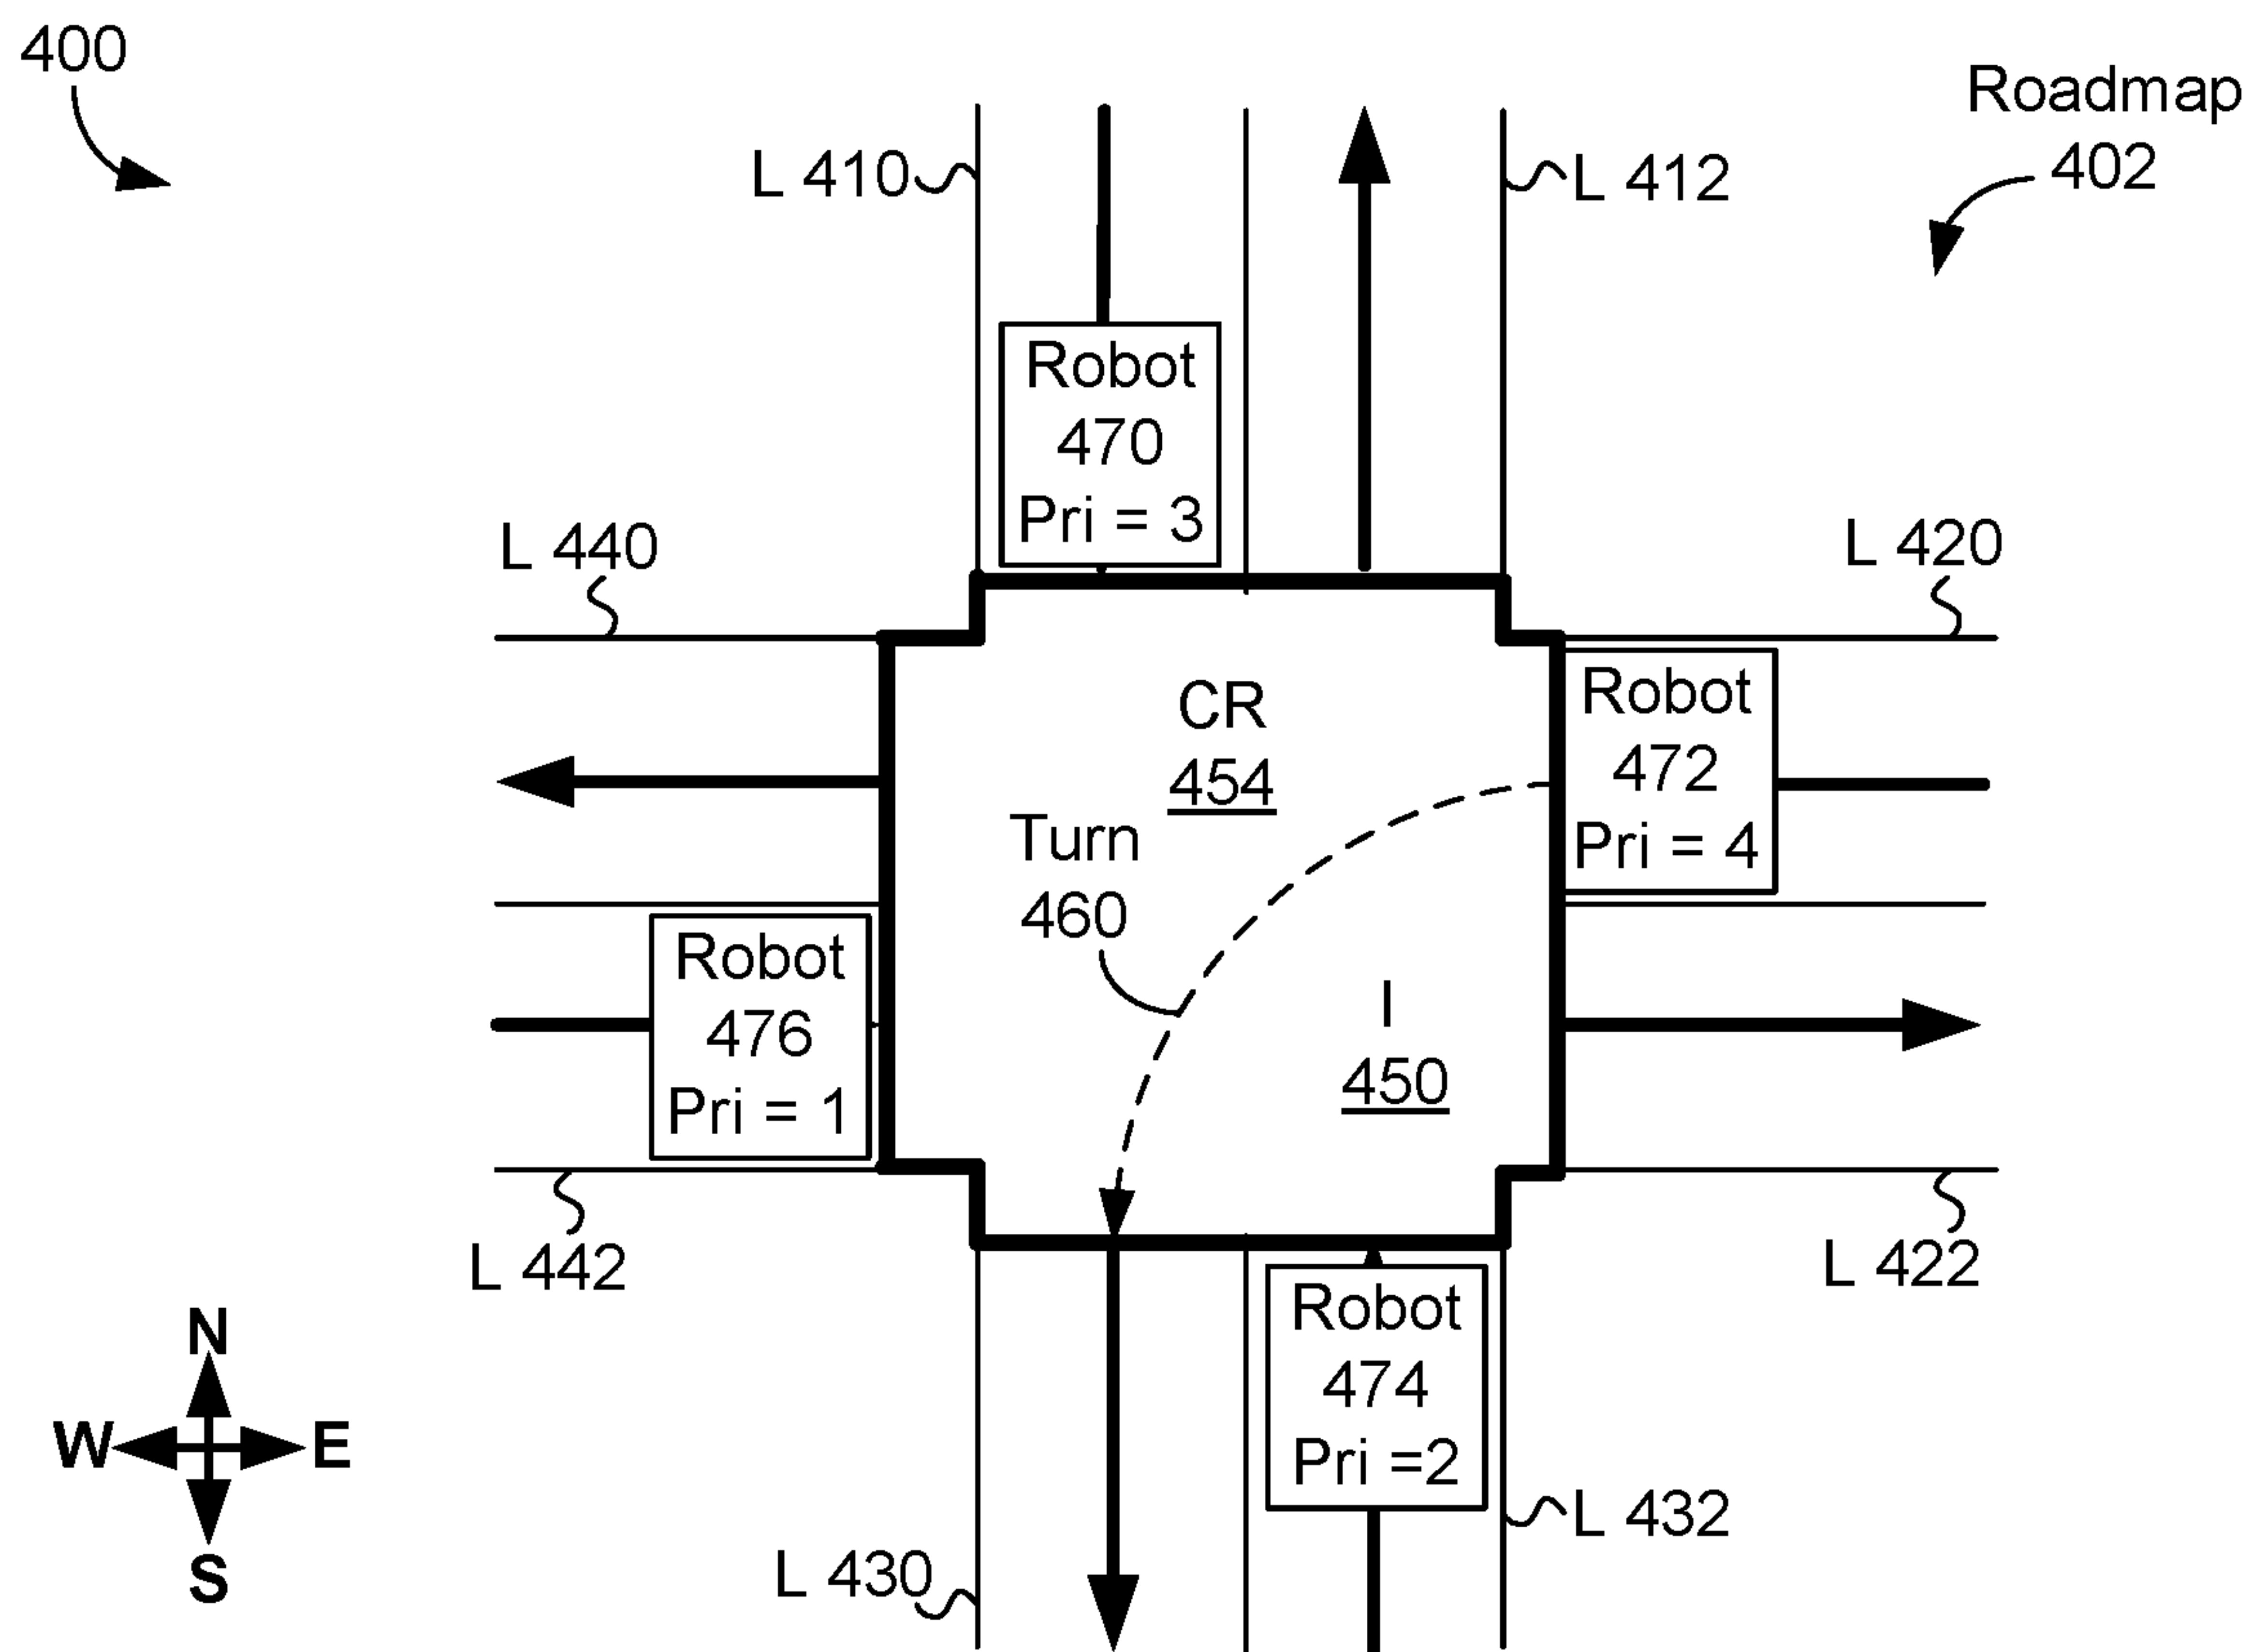 400
Roadmap
402
L 410
L 412
Robot
470
Pri = 3
L 440
L 420
CR
454
Robot
472
Pri = 4
Turn
460
Robot
476
Pri = 1
I
450
L 442
L 422
Robot
474
Pri =2
N
W
E
S
L 432
L 430